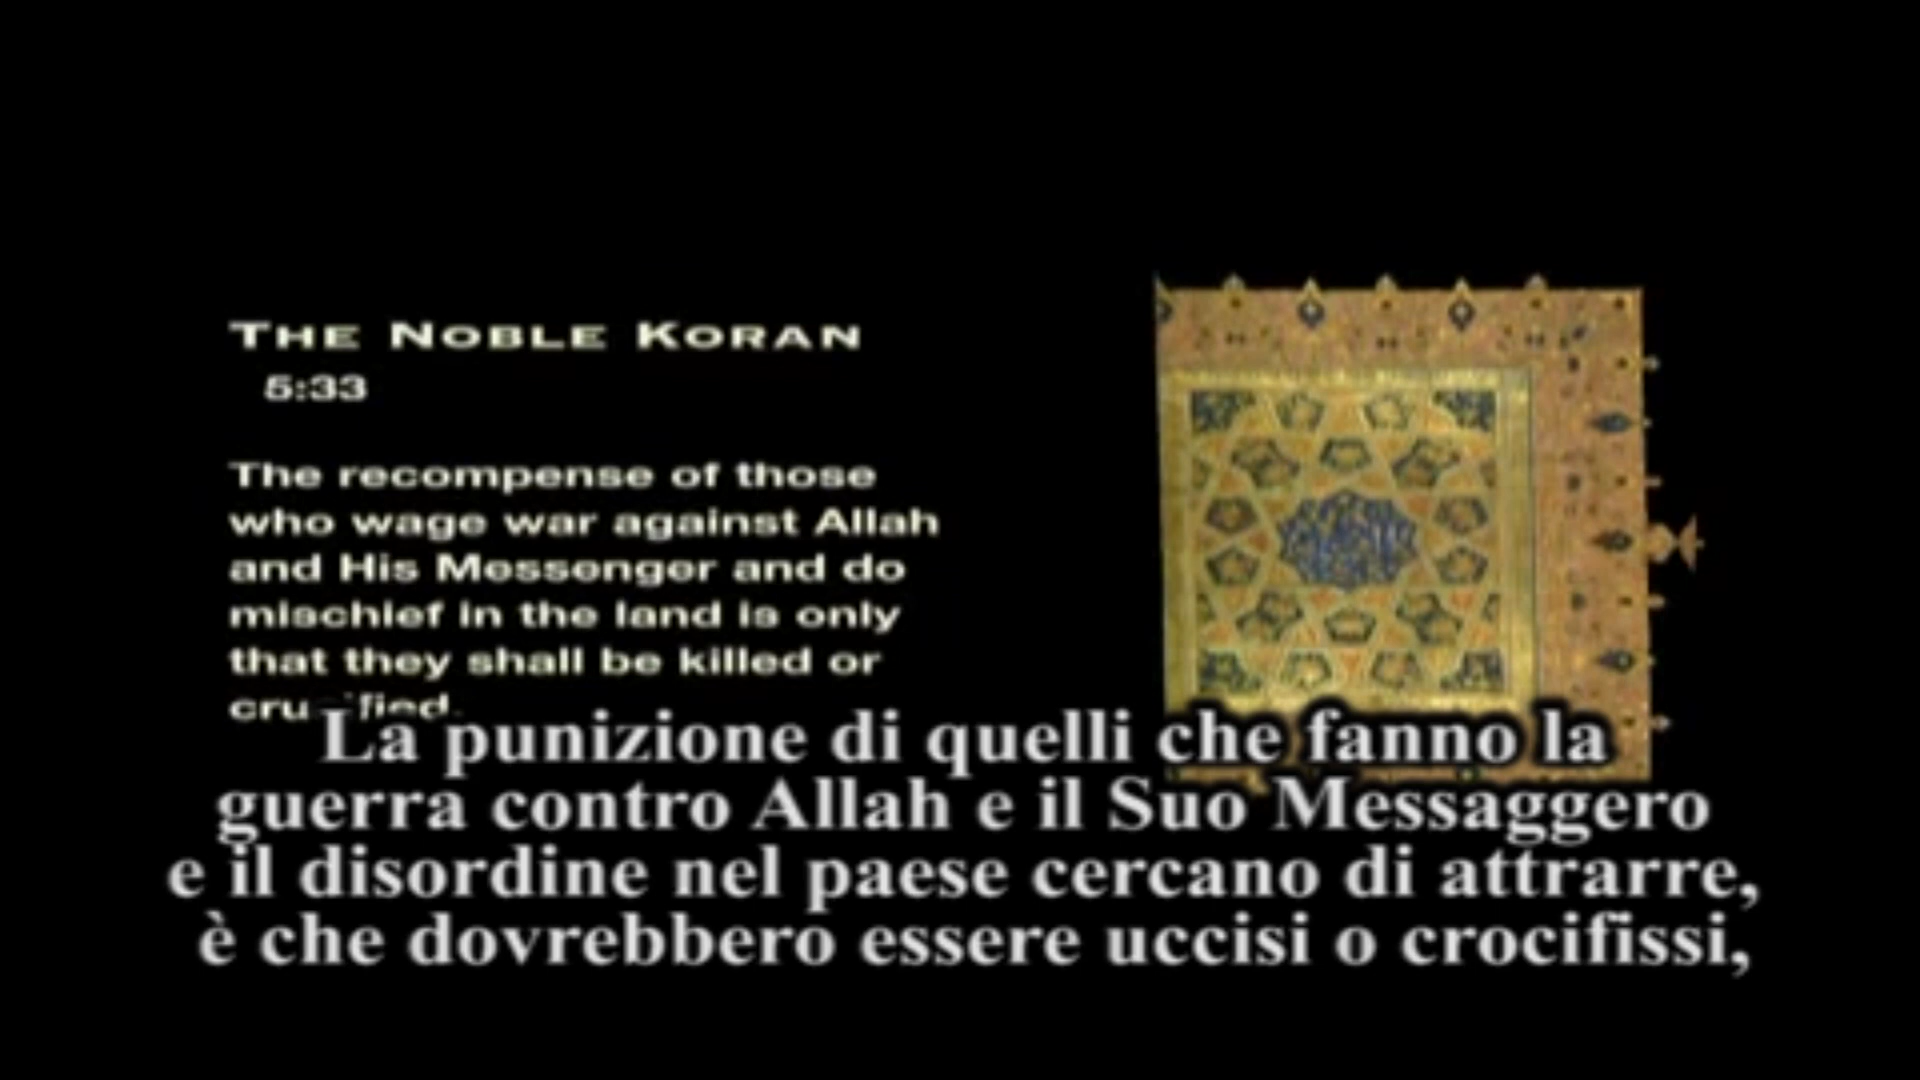 THE NOBLE KORAN
5:33
The recompense of those
who wage war against Allah
and His Messenger and do
mischief in the land is only
that they shall be killed or
crucified.
La punizione di quelli che fanno la
guerra contro Allah e il Suo Messaggero
e il disordine nel paese cercano di attrarre,
è che dovrebbero essere uccisi o crocifissi,